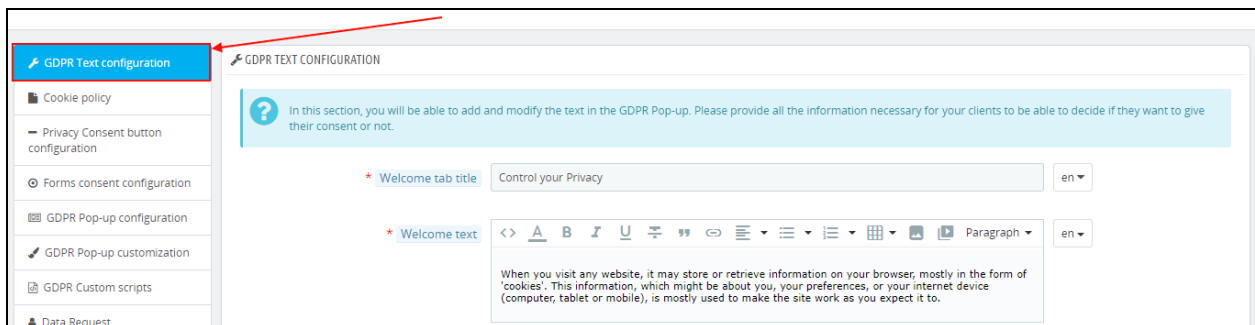 GDPR Text configuration
Cookie policy
Privacy Consent button
configuration
Forms consent configuration
GDPR Pop-up configuration
GDPR Pop-up customization
GDPR Custom scripts
Data Request
GDPR TEXT CONFIGURATION
In this section, you will be able to add and modify the text in the GDPR Pop-up. Please provide all the information necessary for your clients to be able to decide if they want to give
their consent or not.
* Welcome tab title Control your Privacy en
* Welcome text Paragraph en
When you visit any website, it may store or retrieve information on your browser, mostly in the form of
'cookies'. This information, which might be about you, your preferences, or your internet device
(computer, tablet or mobile), is mostly used to make the site work as you expect it to.